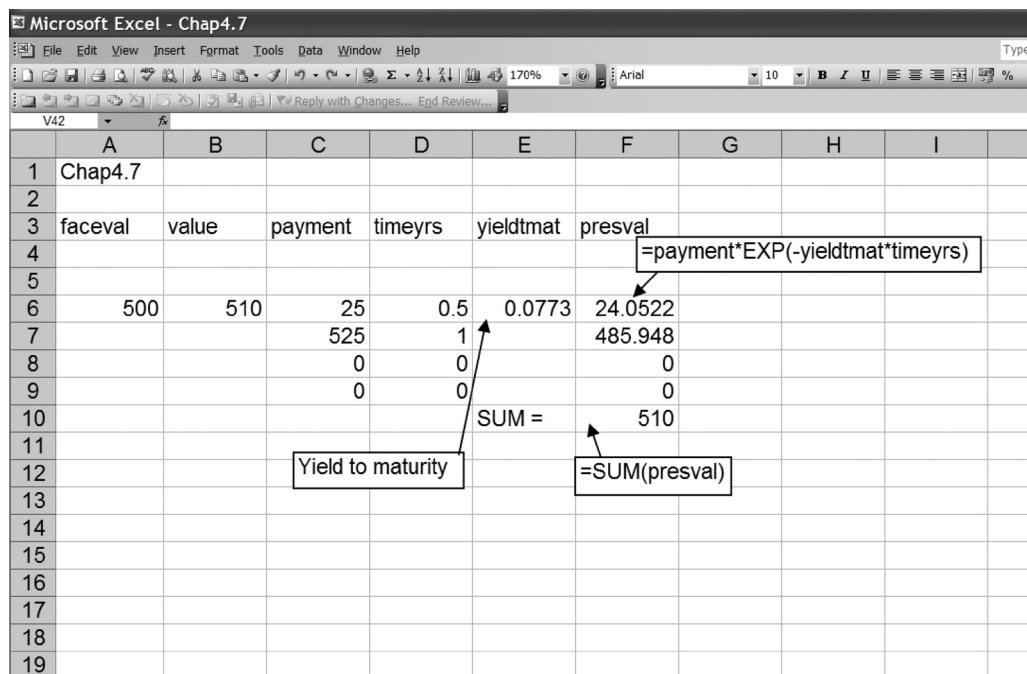 Microsoft Excel - Chap4.7
File Edit View Insert Format Tools Data Window Help Type
170% Arial 10 B I U %
Reply with Changes... End Review...
V42 fx
A B C D E F G H I
1 Chap4.7
2
3 faceval value payment timeyrs yieldtmat presval
4 =payment*EXP(-yieldtmat*timeyrs)
5
6 500 510 25 0.5 0.0773 24.0522
7 525 1 485.948
8 0 0 0
9 0 0 0
10 SUM = 510
11
12 Yield to maturity =SUM(presval)
13
14
15
16
17
18
19